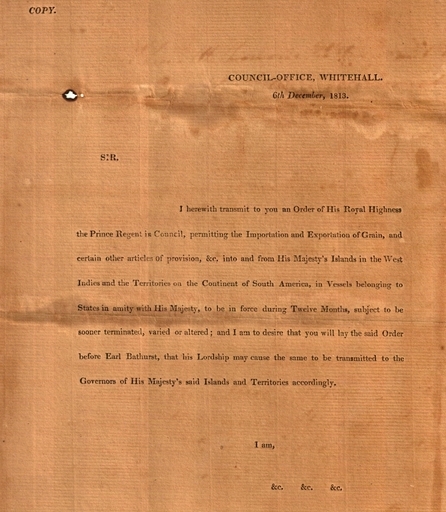 COPY.
COUNCIL-OFFICE, WHITEHALL.
6th December, 1813.
SIR.
I herewith transmit to you an Order of His Royal Highness
the Prince Regent in Council, permitting the Importation and Exportation of Grain, and
certain other articles of provision, &c. into and from His Majesty's Islands in the West
Indies and the Territories on the Continent of South America, in Vessels belonging to
States in amity with His Majesty, to be in force during Twelve Months, subject to be
sooner terminated, varied or altered; and I am to desire that you will lay the said Order
before Earl Bathurst, that his Lordship may cause the same to be transmitted to the
Governors of His Majesty's said Islands and Territories accordingly.
I am,
&c. &c. &c.